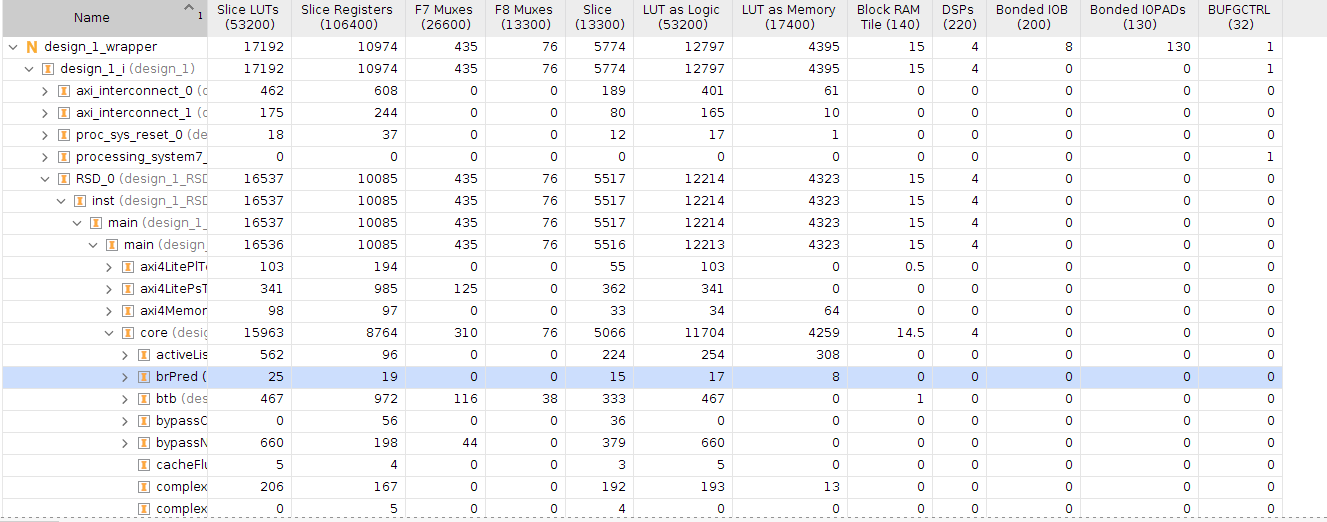 Name 1 Slice LUTs (53200) Slice Registers (106400) F7 Muxes (26600) F8 Muxes (13300) Slice (13300) LUT as Logic (53200) LUT as Memory (17400) Block RAM Tile (140) DSPs (220) Bonded IOB (200) Bonded IOPADs (130) BUFGCTRL (32)
N design_1_wrapper 17192 10974 435 76 5774 12797 4395 15 4 8 130 1
I design_1_i (design_1) 17192 10974 435 76 5774 12797 4395 15 4 0 0 1
I axi_interconnect_0 (d 462 608 0 0 189 401 61 0 0 0 0 0
I axi_interconnect_1 (d 175 244 0 0 80 165 10 0 0 0 0 0
I proc_sys_reset_0 (de 18 37 0 0 12 17 1 0 0 0 0 0
I processing_system7_ 0 0 0 0 0 0 0 0 0 0 0 1
I RSD_0 (design_1_RSD 16537 10085 435 76 5517 12214 4323 15 4 0 0 0
I inst (design_1_RSD 16537 10085 435 76 5517 12214 4323 15 4 0 0 0
I main (design_1_ 16537 10085 435 76 5517 12214 4323 15 4 0 0 0
I main (design_ 16536 10085 435 76 5516 12213 4323 15 4 0 0 0
I axi4LitePlTo 103 194 0 0 55 103 0 0.5 0 0 0 0
I axi4LitePsT 341 985 125 0 362 341 0 0 0 0 0 0
I axi4Memor 98 97 0 0 33 34 64 0 0 0 0 0
I core (desig 15963 8764 310 76 5066 11704 4259 14.5 4 0 0 0
I activeLis 562 96 0 0 224 254 308 0 0 0 0 0
I brPred ( 25 19 0 0 15 17 8 0 0 0 0 0
I btb (des 467 972 116 38 333 467 0 1 0 0 0 0
I bypassC 0 56 0 0 36 0 0 0 0 0 0 0
I bypassN 660 198 44 0 379 660 0 0 0 0 0 0
I cacheFlu 5 4 0 0 3 5 0 0 0 0 0 0
I complex 206 167 0 0 192 193 13 0 0 0 0 0
I complex 0 5 0 0 4 0 0 0 0 0 0 0